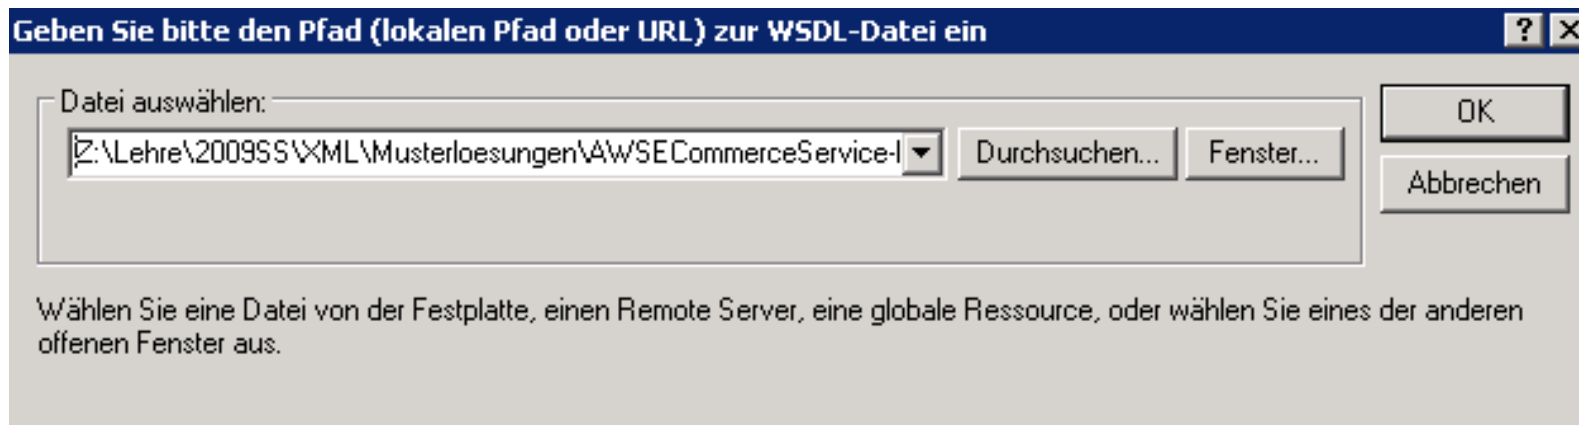 Geben Sie bitte den Pfad (lokalen Pfad oder URL) zur WSDL-Datei ein
Datei auswählen:
Z:\Lehre\2009SS\XML\Musterloesungen\AWSECommerceService-
Durchsuchen...
Fenster...
OK
Abbrechen
Wählen Sie eine Datei von der Festplatte, einen Remote Server, eine globale Ressource, oder wählen Sie eines der anderen
offenen Fenster aus.